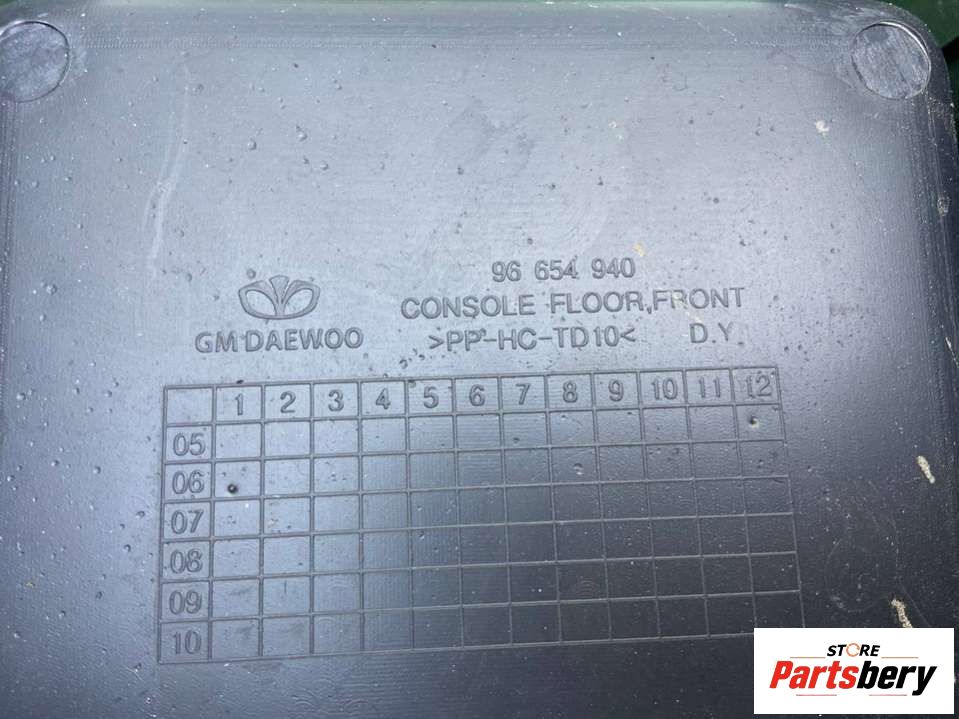 96 654 940
CONSOLE FLOOR,FRONT
GM DAEWOO >PP-HC-TD10< D.Y
1 2 3 4 5 6 7 8 9 10 11 12
05
06
07
08
09
10
STORE
Partsbery